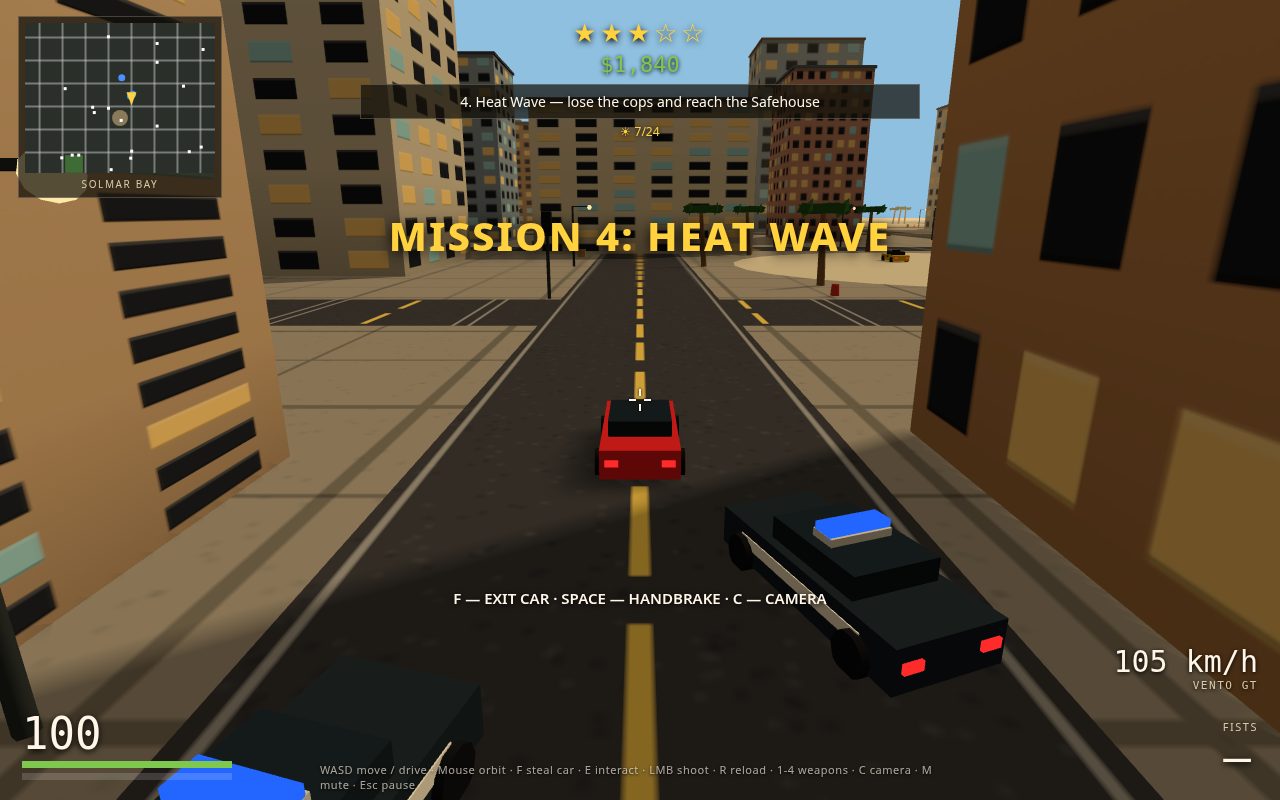 ★★★☆☆
$1,840
4. Heat Wave — lose the cops and reach the Safehouse
☀ 7/24
SOLMAR BAY
MISSION 4: HEAT WAVE
F — EXIT CAR · SPACE — HANDBRAKE · C — CAMERA
105 km/h
VENTO GT
FISTS
—
100
WASD move / drive · Mouse orbit · F steal car · E interact · LMB shoot · R reload · 1-4 weapons · C camera · M
mute · Esc pause